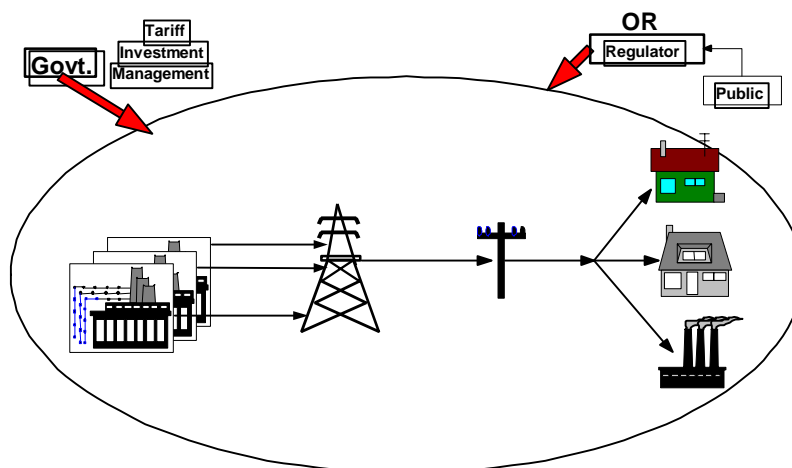 Tariff
Investment
Management
Govt.
OR
Regulator
Public